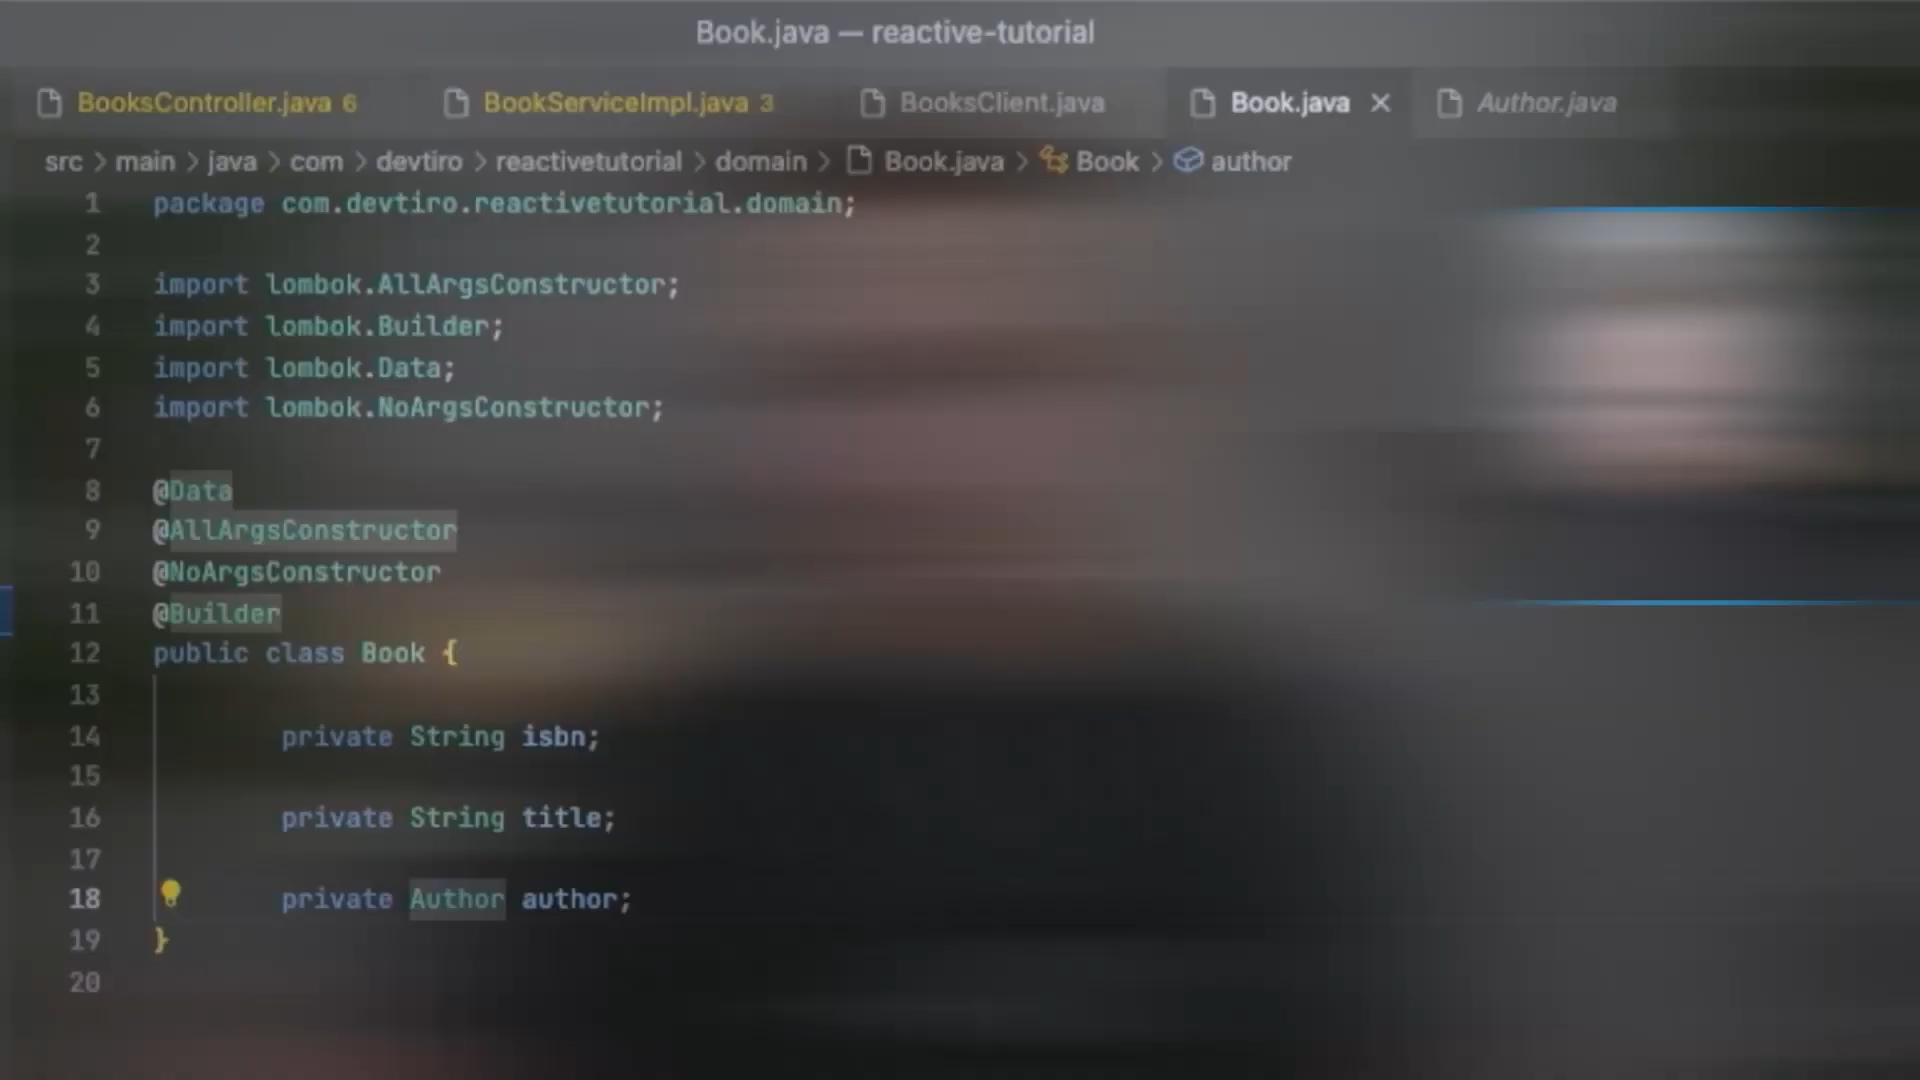 Book.java — reactive-tutorial
BooksController.java 6 BookServiceImpl.java 3 BooksClient.java Book.java Author.java
src > main > java > com > devtiro > reactivetutorial > domain > Book.java > Book > author
1 package com.devtiro.reactivetutorial.domain;
2
3 import lombok.AllArgsConstructor;
4 import lombok.Builder;
5 import lombok.Data;
6 import lombok.NoArgsConstructor;
7
8 @Data
9 @AllArgsConstructor
10 @NoArgsConstructor
11 @Builder
12 public class Book {
13
14 private String isbn;
15
16 private String title;
17
18 private Author author;
19 }
20